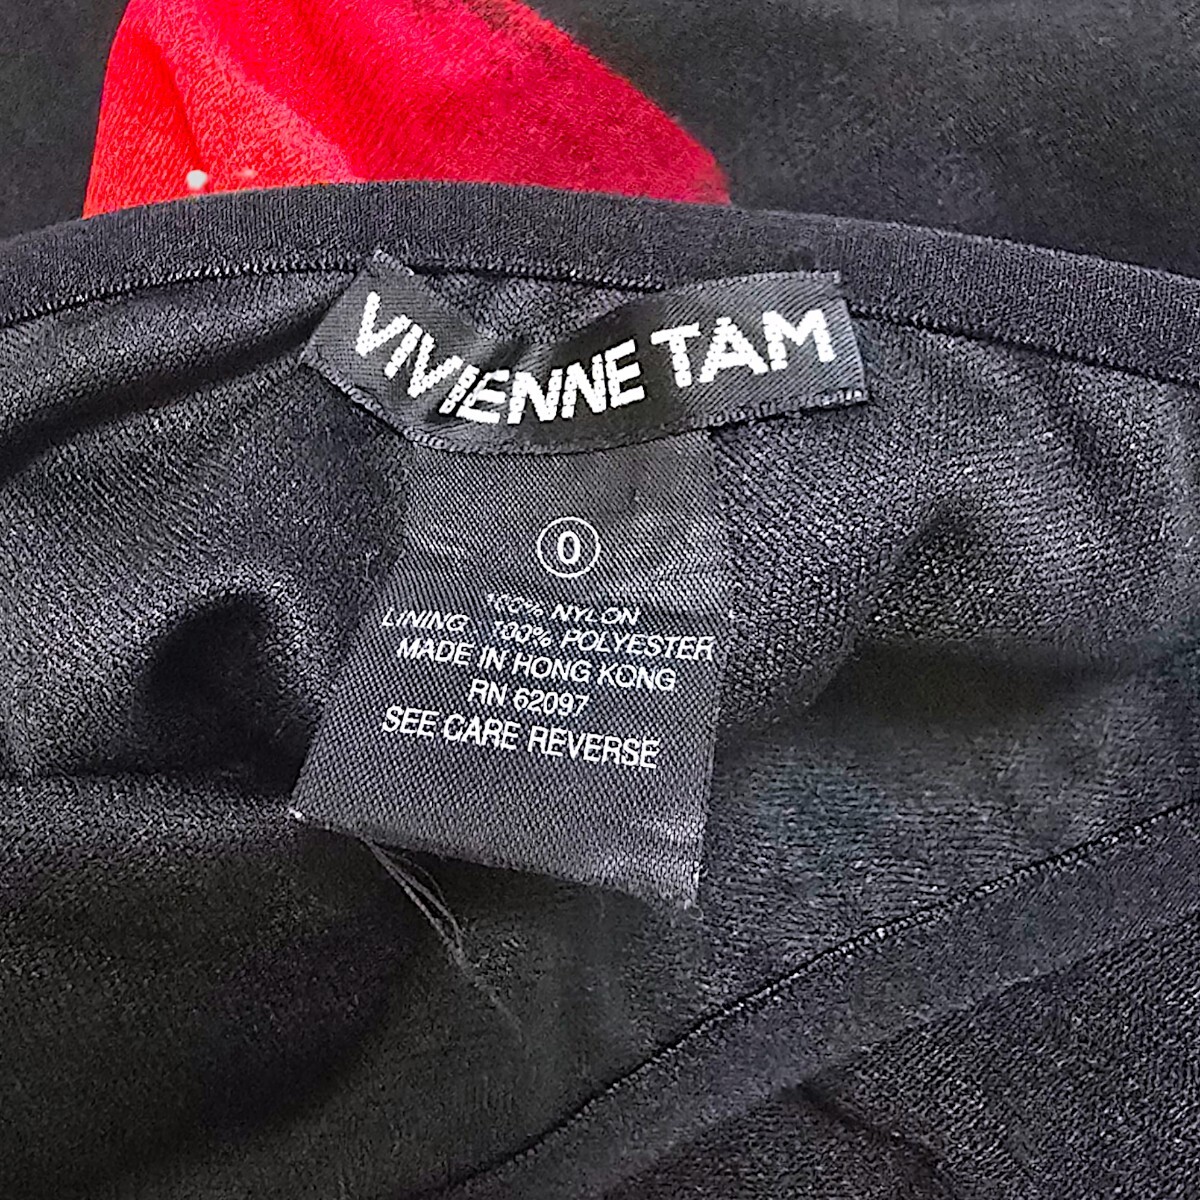 VIVIENNE TAM
0
100% NYLON
LINING 100% POLYESTER
MADE IN HONG KONG
RN 62097
SEE CARE REVERSE